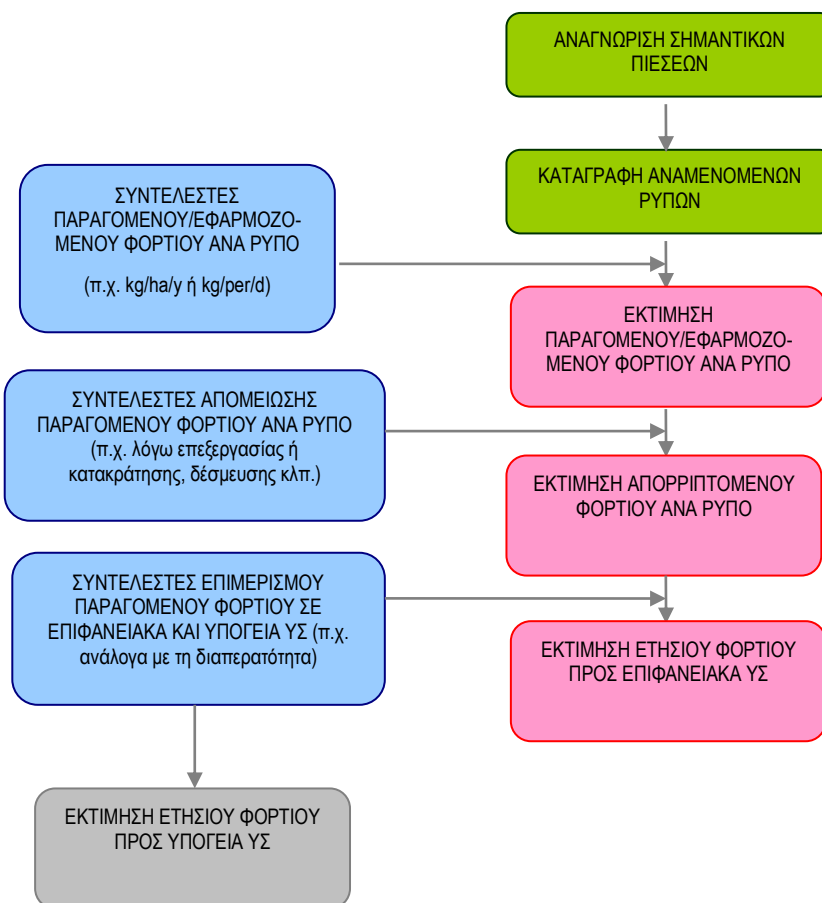 ΑΝΑΓΝΩΡΙΣΗ ΣΗΜΑΝΤΙΚΩΝ
ΠΙΕΣΕΩΝ
ΚΑΤΑΓΡΑΦΗ ΑΝΑΜΕΝΟΜΕΝΩΝ
ΡΥΠΩΝ
ΣΥΝΤΕΛΕΣΤΕΣ
ΠΑΡΑΓΟΜΕΝΟΥ/ΕΦΑΡΜΟΖΟ-
ΜΕΝΟΥ ΦΟΡΤΙΟΥ ΑΝΑ ΡΥΠΟ
(π.χ. kg/ha/y ή kg/per/d)
ΕΚΤΙΜΗΣΗ
ΠΑΡΑΓΟΜΕΝΟΥ/ΕΦΑΡΜΟΖΟ-
ΜΕΝΟΥ ΦΟΡΤΙΟΥ ΑΝΑ ΡΥΠΟ
ΣΥΝΤΕΛΕΣΤΕΣ ΑΠΟΜΕΙΩΣΗΣ
ΠΑΡΑΓΟΜΕΝΟΥ ΦΟΡΤΙΟΥ ΑΝΑ ΡΥΠΟ
(π.χ. λόγω επεξεργασίας ή
κατακράτησης, δέσμευσης κλπ.)
ΕΚΤΙΜΗΣΗ ΑΠΟΡΡΙΠΤΟΜΕΝΟΥ
ΦΟΡΤΙΟΥ ΑΝΑ ΡΥΠΟ
ΣΥΝΤΕΛΕΣΤΕΣ ΕΠΙΜΕΡΙΣΜΟΥ
ΠΑΡΑΓΟΜΕΝΟΥ ΦΟΡΤΙΟΥ ΣΕ
ΕΠΙΦΑΝΕΙΑΚΑ ΚΑΙ ΥΠΟΓΕΙΑ ΥΣ (π.χ.
ανάλογα με τη διαπερατότητα)
ΕΚΤΙΜΗΣΗ ΕΤΗΣΙΟΥ ΦΟΡΤΙΟΥ
ΠΡΟΣ ΕΠΙΦΑΝΕΙΑΚΑ ΥΣ
ΕΚΤΙΜΗΣΗ ΕΤΗΣΙΟΥ ΦΟΡΤΙΟΥ
ΠΡΟΣ ΥΠΟΓΕΙΑ ΥΣ